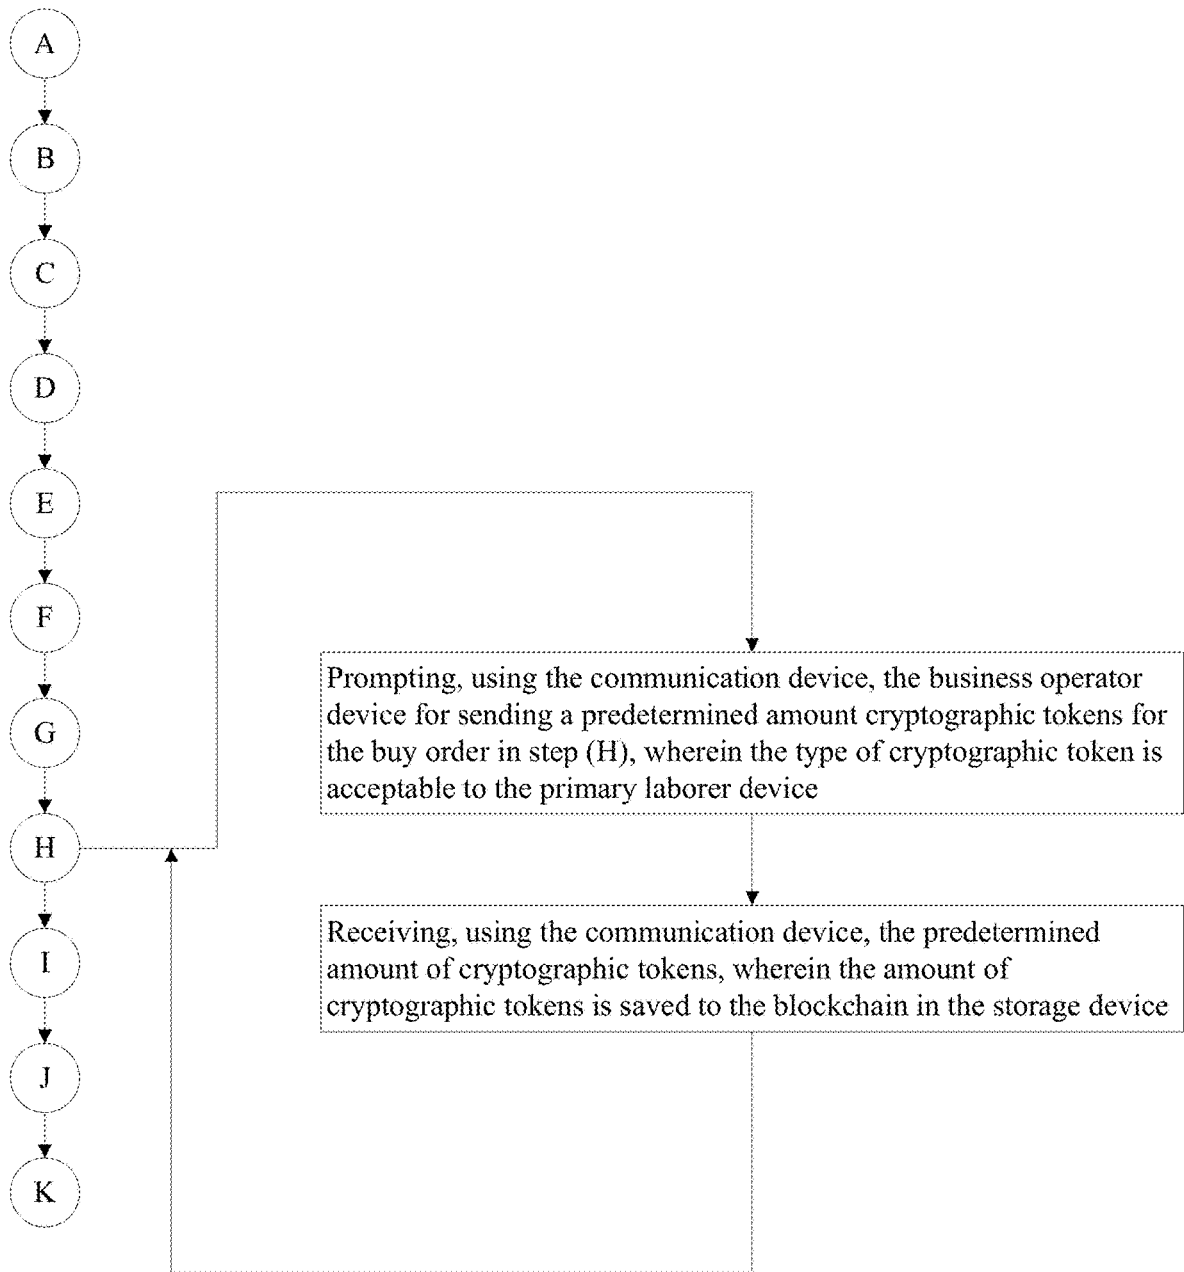 A
B
C
D
E
F
G
H
I
J
K
Prompting, using the communication device, the business operator
device for sending a predetermined amount cryptographic tokens for
the buy order in step (H), wherein the type of cryptographic token is
acceptable to the primary laborer device
Receiving, using the communication device, the predetermined
amount of cryptographic tokens, wherein the amount of
cryptographic tokens is saved to the blockchain in the storage device